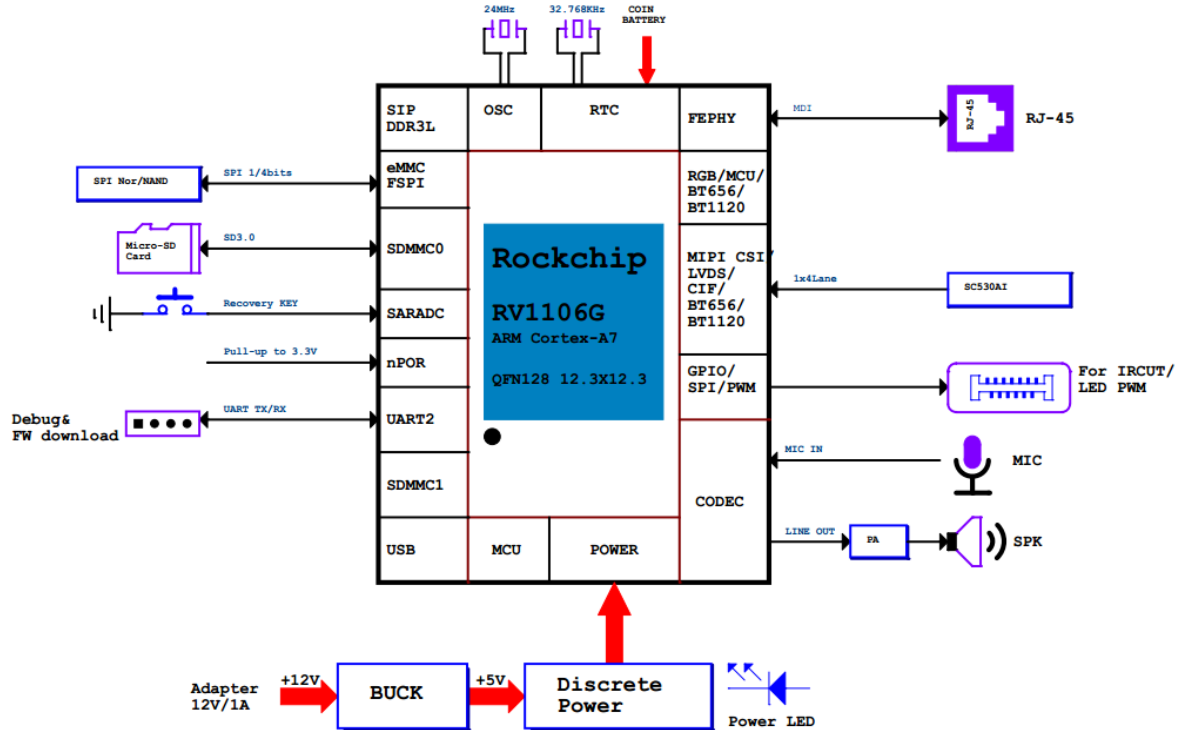 24MHz
32.768KHz
COIN
BATTERY
SIP
DDR3L
OSC
RTC
FEPHY
MDI
RJ-45
RJ-45
SPI Nor/NAND
SPI 1/4bits
eMMC
FSPI
RGB/MCU/
BT656/
BT1120
Micro-SD
Card
SD3.0
SDMMC0
Rockchip
RV1106G
ARM Cortex-A7
QFN128 12.3X12.3
MIPI CSI/
LVDS/
CIF/
BT656/
BT1120
1x4Lane
SC530AI
Recovery KEY
SARADC
Pull-up to 3.3V
nPOR
GPIO/
SPI/PWM
For IRCUT/
LED PWM
Debug&
FW download
UART TX/RX
UART2
MIC IN
MIC
SDMMC1
CODEC
USB
MCU
POWER
LINE OUT
PA
SPK
Adapter
12V/1A
+12V
BUCK
+5V
Discrete
Power
Power LED